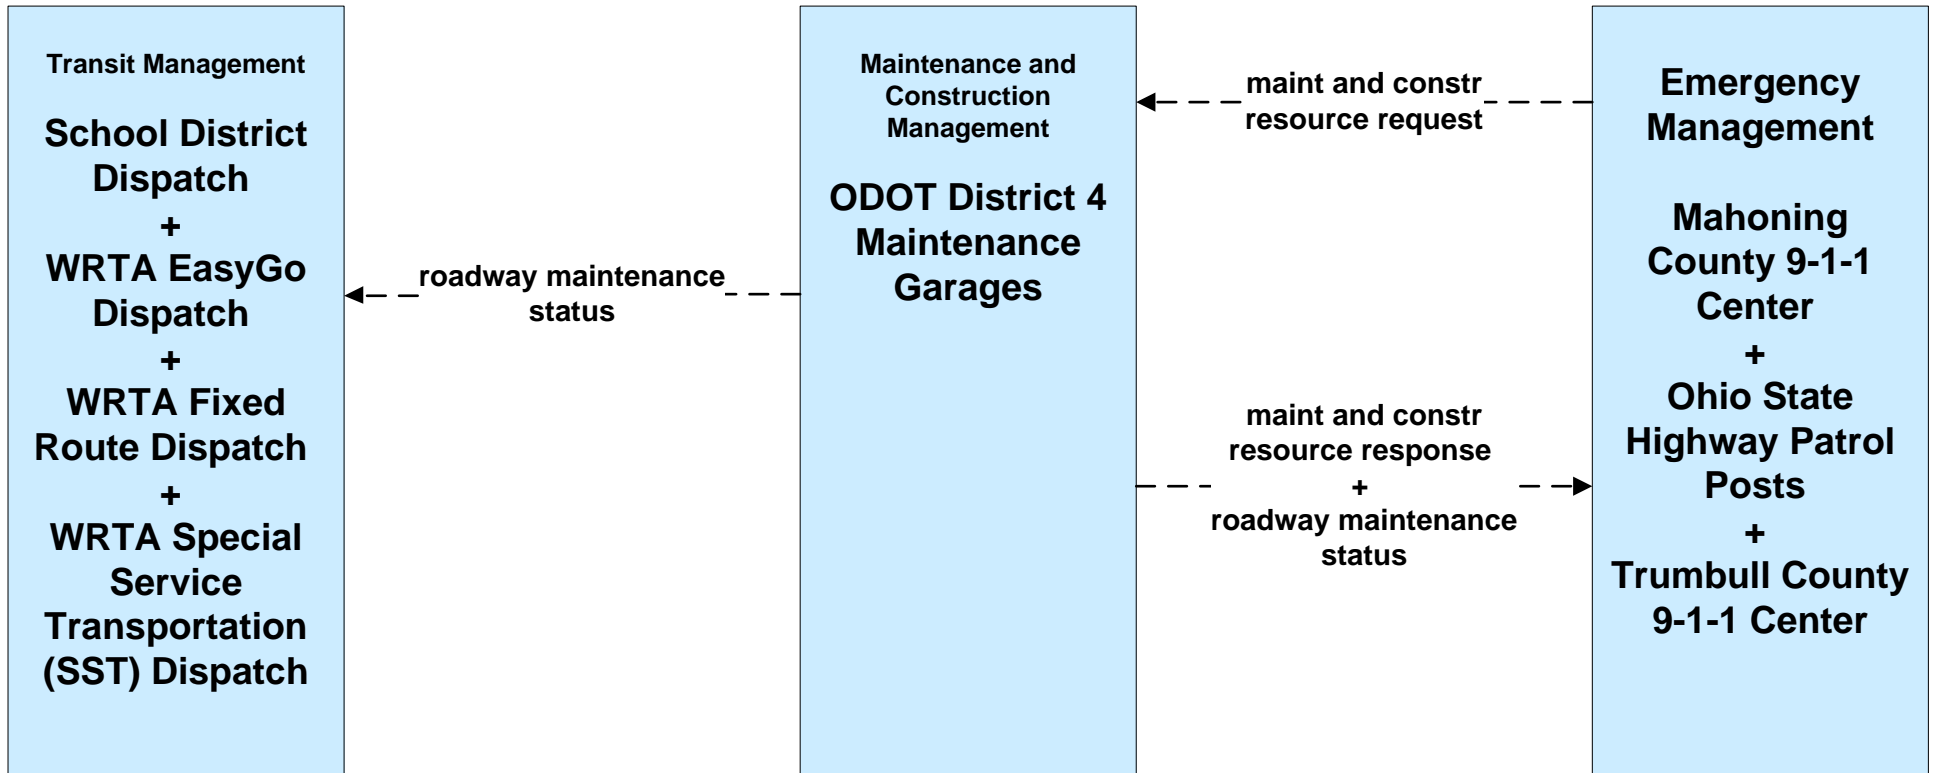 Transit Management
School District
Dispatch
+
WRTA EasyGo
Dispatch
+
WRTA Fixed
Route Dispatch
+
WRTA Special
Service
Transportation
(SST) Dispatch
roadway maintenance
status
Maintenance and
Construction
Management
ODOT District 4
Maintenance
Garages
maint and constr
resource request
maint and constr
resource response
+
roadway maintenance
status
Emergency
Management
Mahoning
County 9-1-1
Center
+
Ohio State
Highway Patrol
Posts
+
Trumbull County
9-1-1 Center